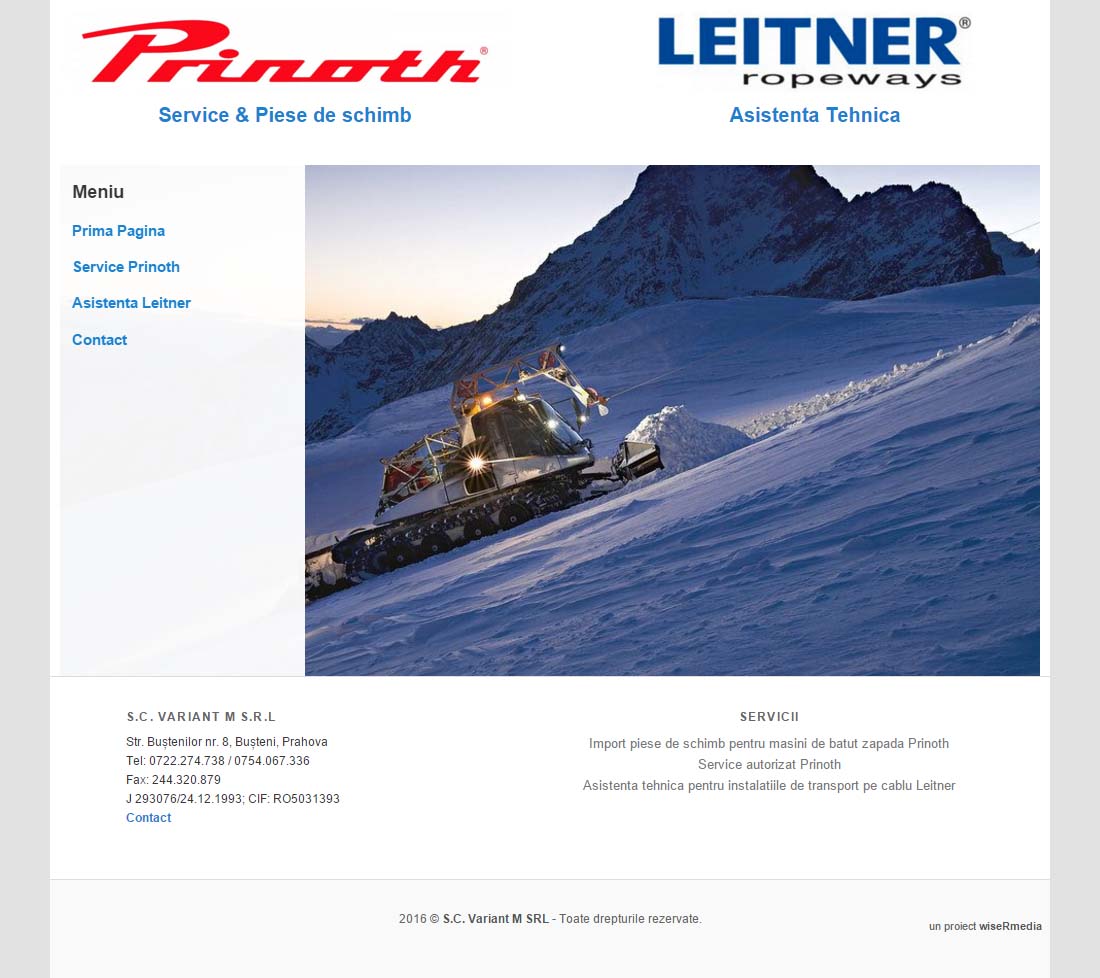 Prinoth®
LEITNER®
ropeways
Service & Piese de schimb
Asistenta Tehnica
Meniu
Prima Pagina
Service Prinoth
Asistenta Leitner
Contact
S.C. VARIANT M S.R.L
Str. Buștenilor nr. 8, Bușteni, Prahova
Tel: 0722.274.738 / 0754.067.336
Fax: 244.320.879
J 293076/24.12.1993; CIF: RO5031393
Contact
SERVICII
Import piese de schimb pentru masini de batut zapada Prinoth
Service autorizat Prinoth
Asistenta tehnica pentru instalatiile de transport pe cablu Leitner
2016 © S.C. Variant M SRL - Toate drepturile rezervate.
un proiect wiseRmedia